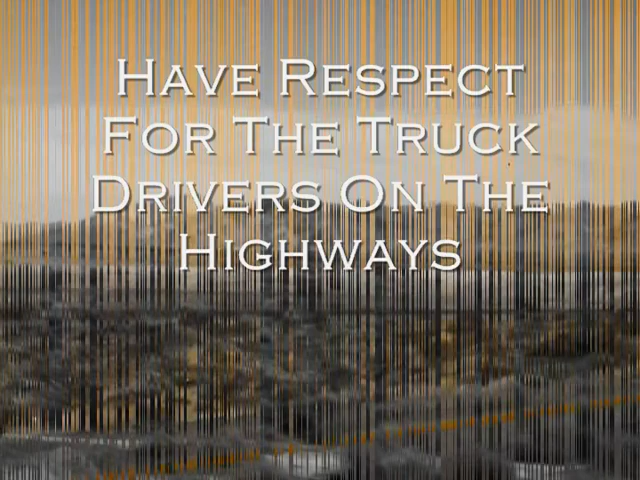 Have Respect
For The Truck
Drivers On The
Highways